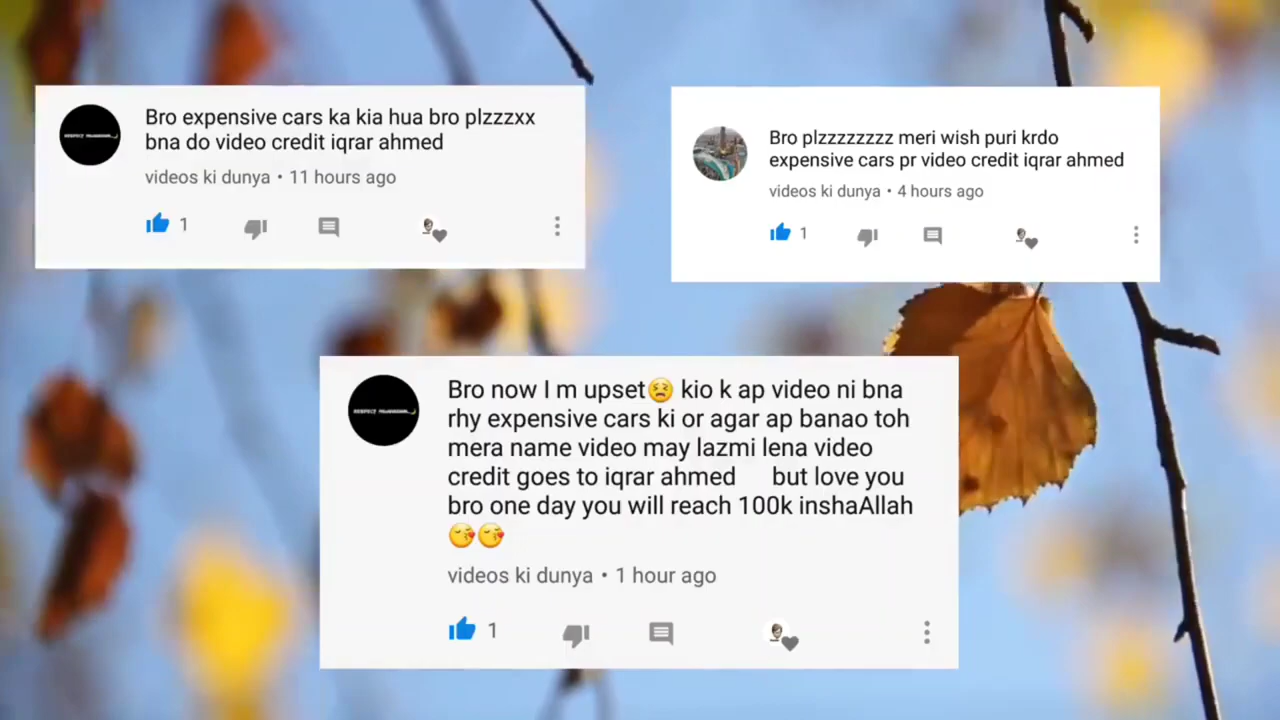 Bro expensive cars ka kia hua bro plzzzxx
bna do video credit iqrar ahmed
videos ki dunya • 11 hours ago
1
Bro plzzzzzzzz meri wish puri krdo
expensive cars pr video credit iqrar ahmed
videos ki dunya • 4 hours ago
1
Bro now I m upset😣 kio k ap video ni bna
rhy expensive cars ki or agar ap banao toh
mera name video may lazmi lena video
credit goes to iqrar ahmed but love you
bro one day you will reach 100k inshaAllah
😘😘
videos ki dunya • 1 hour ago
1